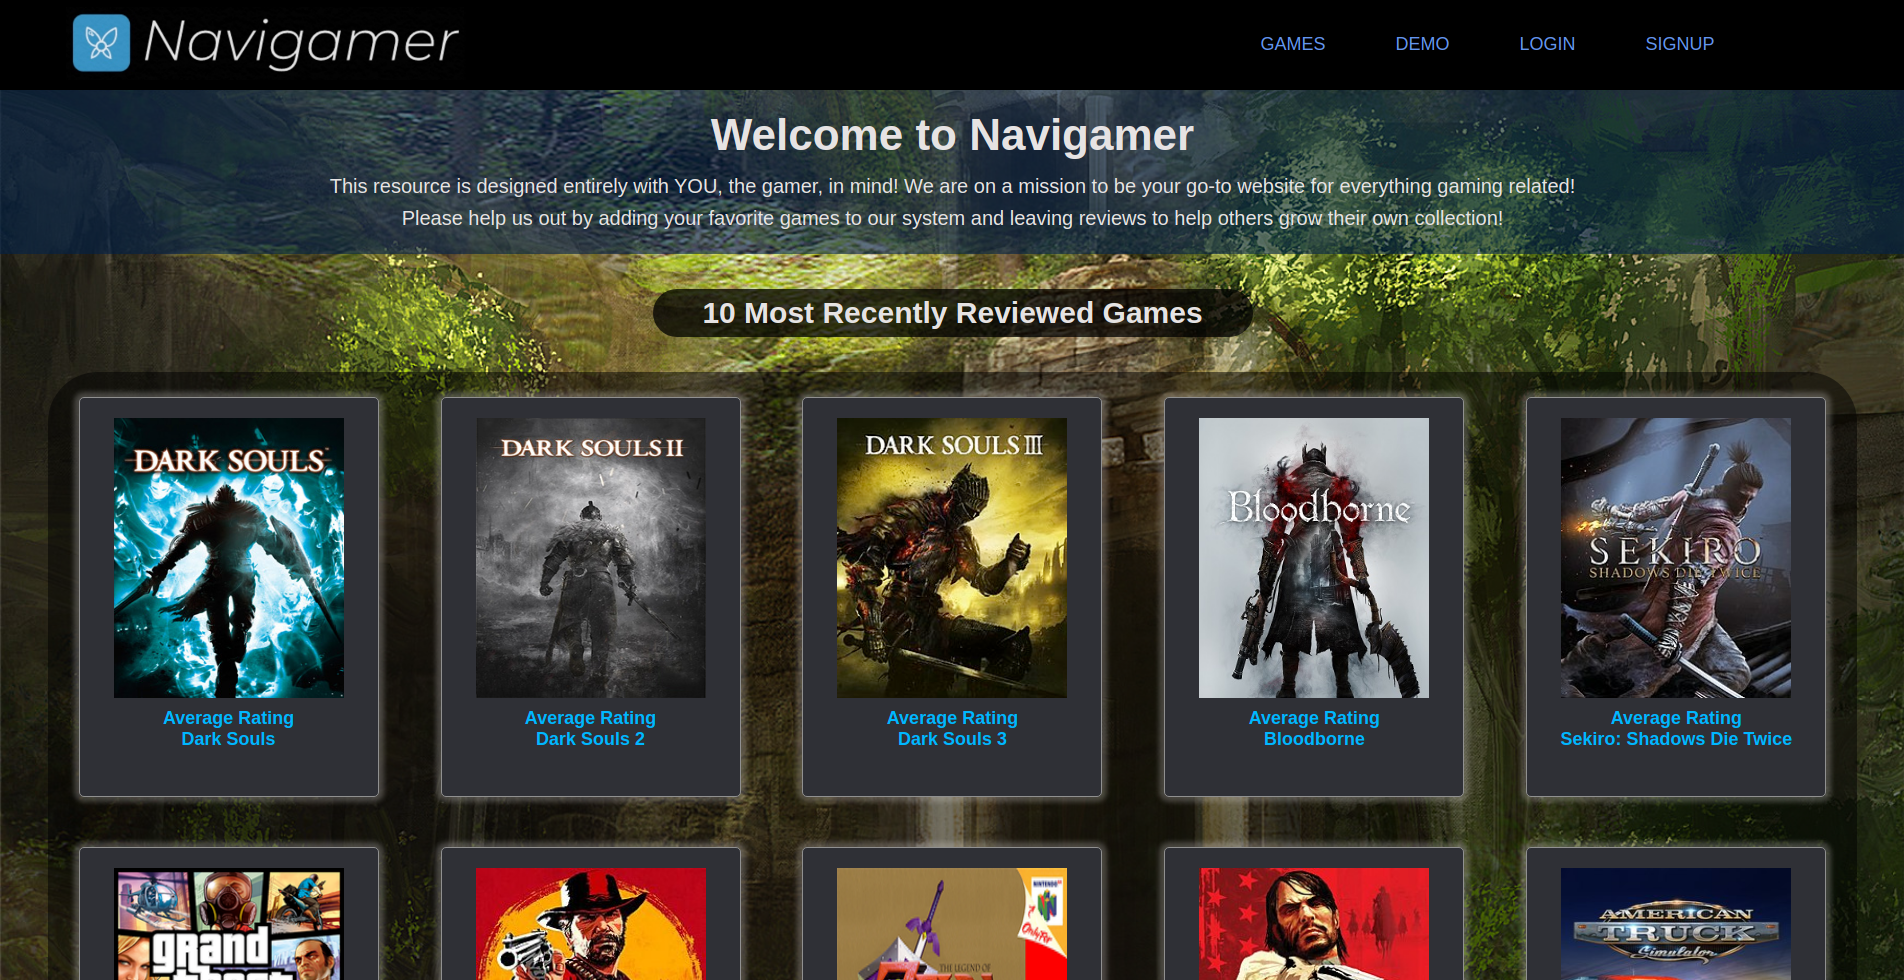 Navigamer
GAMES DEMO LOGIN SIGNUP
Welcome to Navigamer
This resource is designed entirely with YOU, the gamer, in mind! We are on a mission to be your go-to website for everything gaming related!
Please help us out by adding your favorite games to our system and leaving reviews to help others grow their own collection!
10 Most Recently Reviewed Games
DARK SOULS
Average Rating
Dark Souls
DARK SOULS II
Average Rating
Dark Souls 2
DARK SOULS III
Average Rating
Dark Souls 3
Bloodborne
Average Rating
Bloodborne
SEKIRO
SHADOWS DIE TWICE
Average Rating
Sekiro: Shadows Die Twice
grand
NINTENDO
Only For
THE LEGEND OF
AMERICAN
TRUCK
Simulator